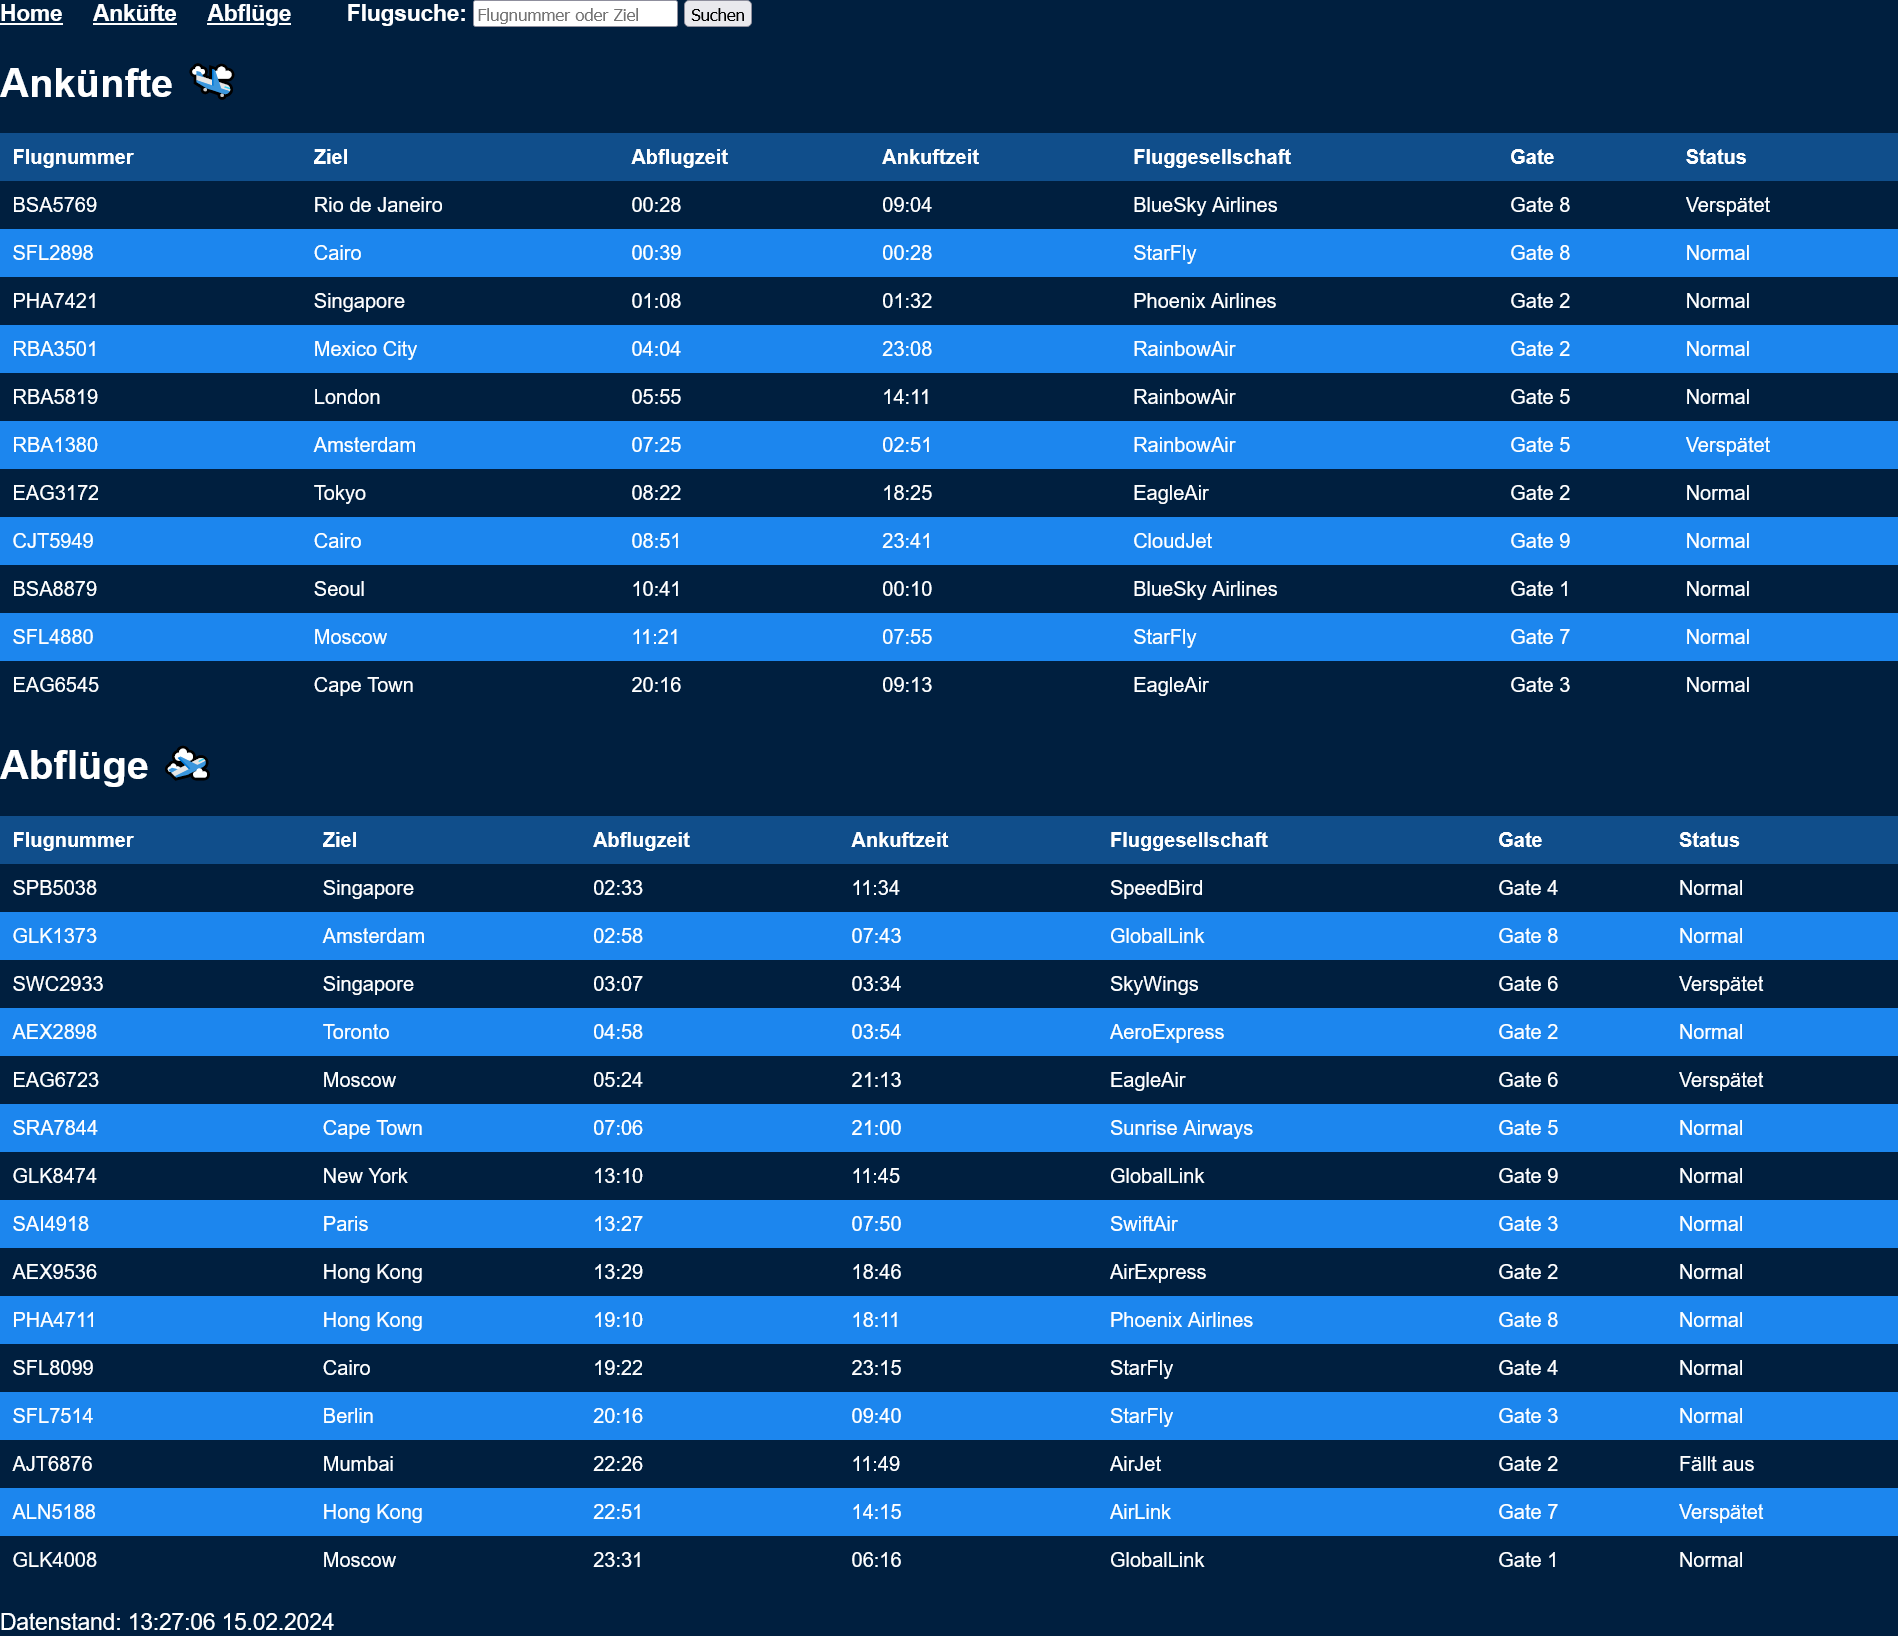 Home Anküfte Abflüge Flugsuche: Flugnummer oder Ziel Suchen
Ankünfte
Flugnummer Ziel Abflugzeit Ankuftzeit Fluggesellschaft Gate Status
BSA5769 Rio de Janeiro 00:28 09:04 BlueSky Airlines Gate 8 Verspätet
SFL2898 Cairo 00:39 00:28 StarFly Gate 8 Normal
PHA7421 Singapore 01:08 01:32 Phoenix Airlines Gate 2 Normal
RBA3501 Mexico City 04:04 23:08 RainbowAir Gate 2 Normal
RBA5819 London 05:55 14:11 RainbowAir Gate 5 Normal
RBA1380 Amsterdam 07:25 02:51 RainbowAir Gate 5 Verspätet
EAG3172 Tokyo 08:22 18:25 EagleAir Gate 2 Normal
CJT5949 Cairo 08:51 23:41 CloudJet Gate 9 Normal
BSA8879 Seoul 10:41 00:10 BlueSky Airlines Gate 1 Normal
SFL4880 Moscow 11:21 07:55 StarFly Gate 7 Normal
EAG6545 Cape Town 20:16 09:13 EagleAir Gate 3 Normal
Abflüge
Flugnummer Ziel Abflugzeit Ankuftzeit Fluggesellschaft Gate Status
SPB5038 Singapore 02:33 11:34 SpeedBird Gate 4 Normal
GLK1373 Amsterdam 02:58 07:43 GlobalLink Gate 8 Normal
SWC2933 Singapore 03:07 03:34 SkyWings Gate 6 Verspätet
AEX2898 Toronto 04:58 03:54 AeroExpress Gate 2 Normal
EAG6723 Moscow 05:24 21:13 EagleAir Gate 6 Verspätet
SRA7844 Cape Town 07:06 21:00 Sunrise Airways Gate 5 Normal
GLK8474 New York 13:10 11:45 GlobalLink Gate 9 Normal
SAI4918 Paris 13:27 07:50 SwiftAir Gate 3 Normal
AEX9536 Hong Kong 13:29 18:46 AirExpress Gate 2 Normal
PHA4711 Hong Kong 19:10 18:11 Phoenix Airlines Gate 8 Normal
SFL8099 Cairo 19:22 23:15 StarFly Gate 4 Normal
SFL7514 Berlin 20:16 09:40 StarFly Gate 3 Normal
AJT6876 Mumbai 22:26 11:49 AirJet Gate 2 Fällt aus
ALN5188 Hong Kong 22:51 14:15 AirLink Gate 7 Verspätet
GLK4008 Moscow 23:31 06:16 GlobalLink Gate 1 Normal
Datenstand: 13:27:06 15.02.2024